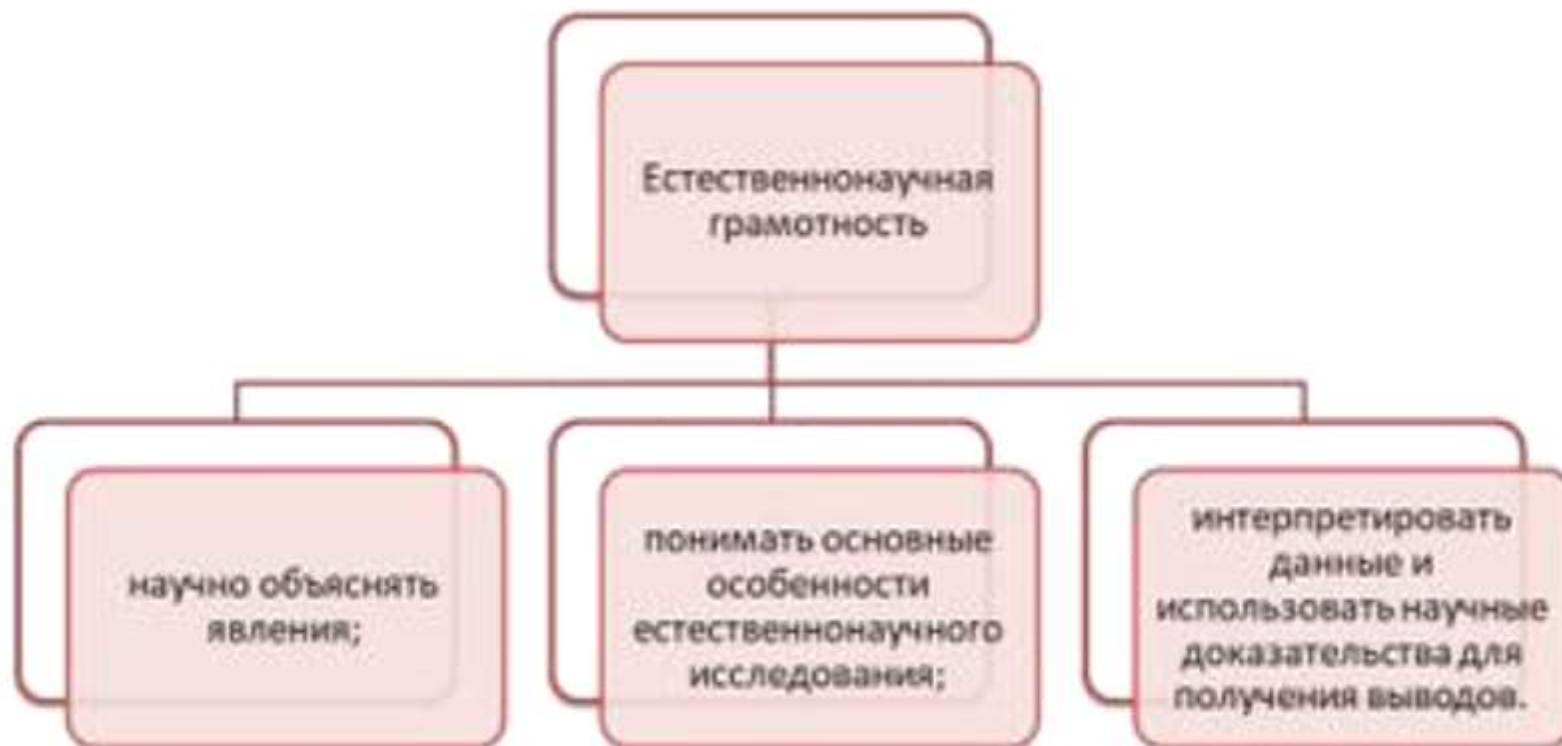 Естественнонаучная
грамотность
научно объяснять
явления;
понимать основные
особенности
естественнонаучного
исследования;
интерпретировать
данные и
использовать научные
доказательства для
получения выводов.